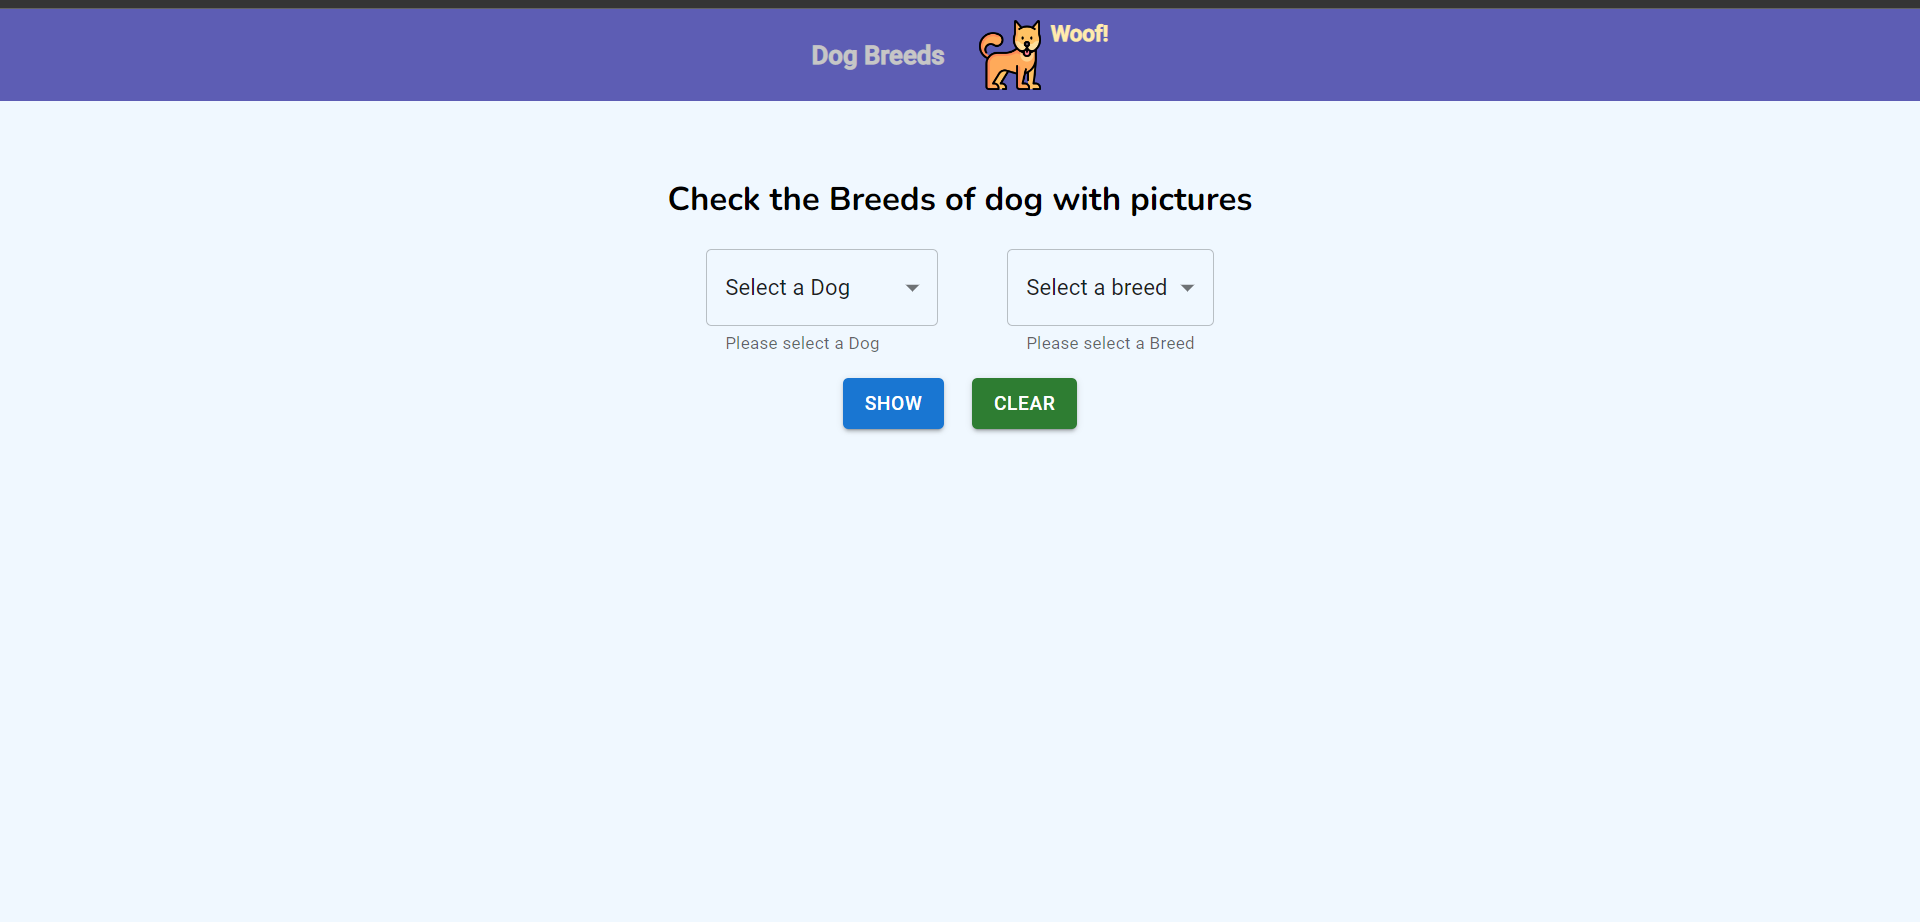 Dog Breeds
Woof!
Check the Breeds of dog with pictures
Select a Dog
Select a breed
Please select a Dog
Please select a Breed
SHOW
CLEAR